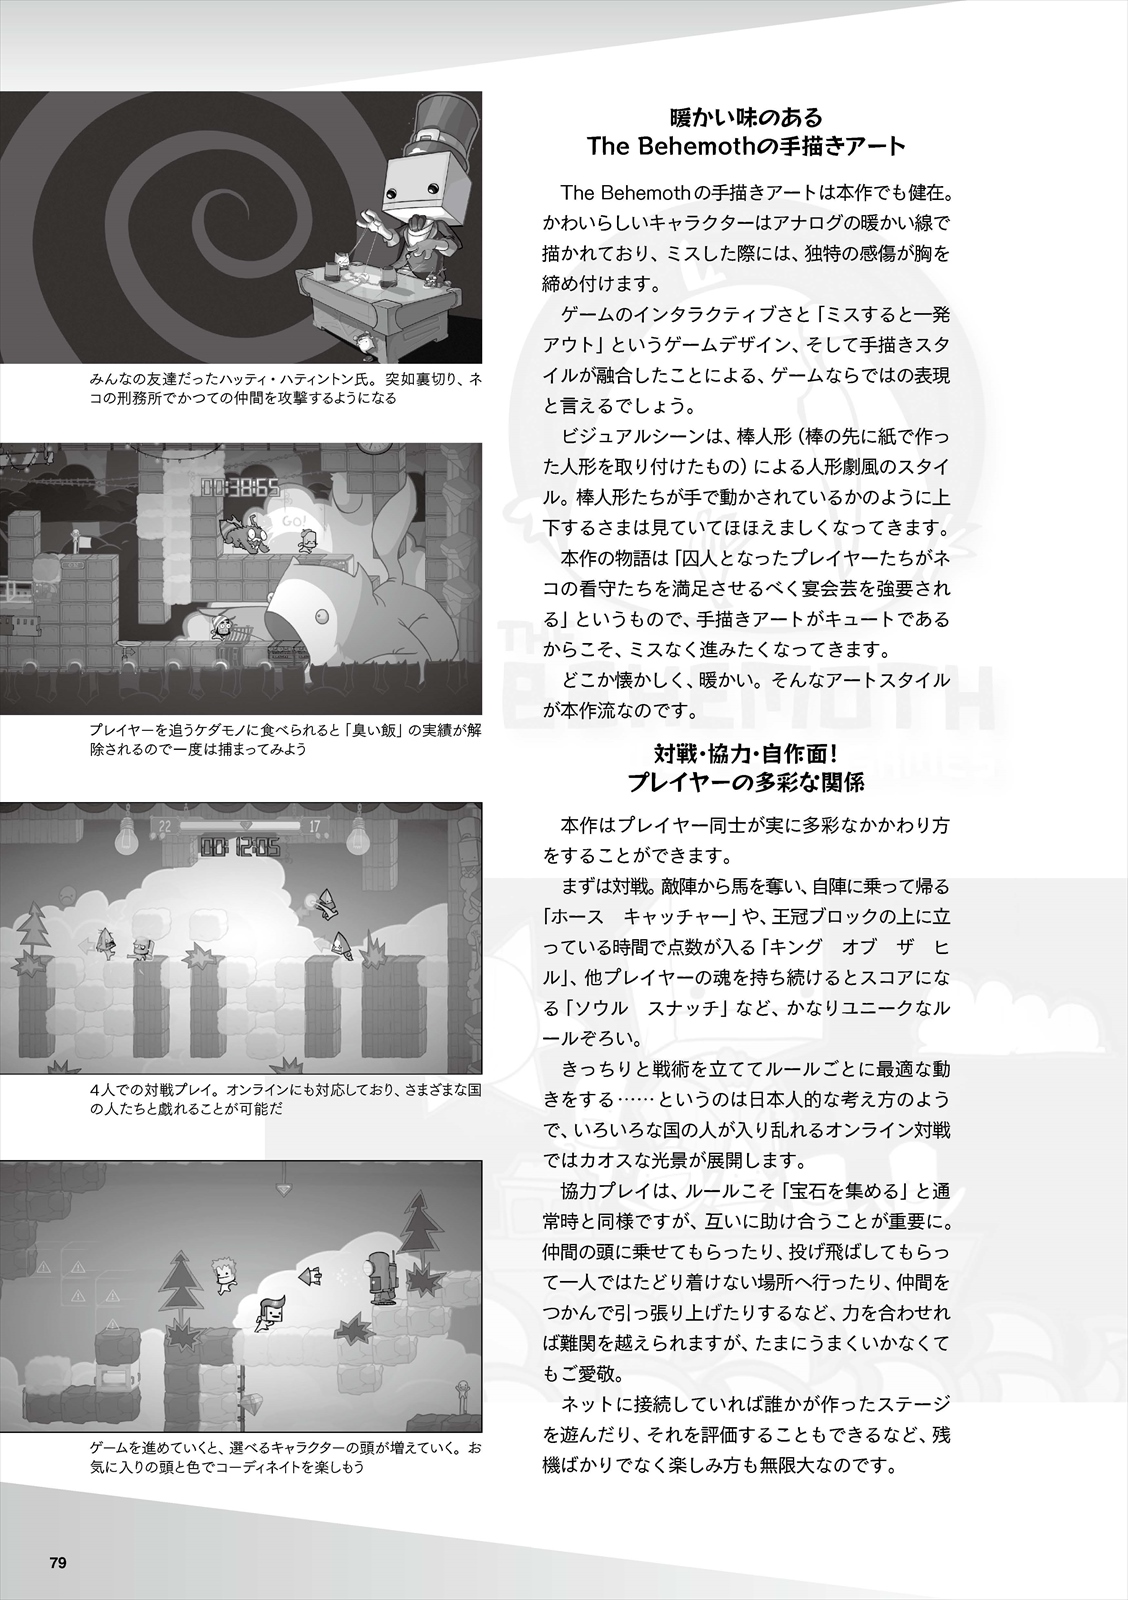 みんなの友達だったハッティ・ハティントン氏。突如裏切り、ネ
コの刑務所でかつての仲間を攻撃するようになる
00:38:65
GO!
プレイヤーを追うケダモノに食べられると「臭い飯」の実績が解
除されるので一度は捕まってみよう
22
17
00:12:05
4人での対戦プレイ。オンラインにも対応しており、さまざまな国
の人たちと戯れることが可能だ
ゲームを進めていくと、選べるキャラクターの頭が増えていく。お
気に入りの頭と色でコーディネイトを楽しもう
暖かい味のある
The Behemothの手描きアート
The Behemothの手描きアートは本作でも健在。
かわいらしいキャラクターはアナログの暖かい線で
描かれており、ミスした際には、独特の感傷が胸を
締め付けます。
ゲームのインタラクティブさと「ミスすると一発
アウト」というゲームデザイン、そして手描きスタ
イルが融合したことによる、ゲームならではの表現
と言えるでしょう。
ビジュアルシーンは、棒人形（棒の先に紙で作っ
た人形を取り付けたもの）による人形劇風のスタイ
ル。棒人形たちが手で動かされているかのように上
下するさまは見ていてほほえましくなってきます。
本作の物語は「囚人となったプレイヤーたちがネ
コの看守たちを満足させるべく宴会芸を強要され
る」というもので、手描きアートがキュートである
からこそ、ミスなく進みたくなってきます。
どこか懐かしく、暖かい。そんなアートスタイル
が本作流なのです。
THE
BEHEMOTH
GAMES
対戦・協力・自作面！
プレイヤーの多彩な関係
本作はプレイヤー同士が実に多彩なかかわり方
をすることができます。
まずは対戦。敵陣から馬を奪い、自陣に乗って帰る
「ホース　キャッチャー」や、王冠ブロックの上に立
っている時間で点数が入る「キング　オブ　ザ　ヒ
ル」、他プレイヤーの魂を持ち続けるとスコアにな
る「ソウル　スナッチ」など、かなりユニークなル
ールぞろい。
きっちりと戦術を立ててルールごとに最適な動
きをする……というのは日本人的な考え方のよう
で、いろいろな国の人が入り乱れるオンライン対戦
ではカオスな光景が展開します。
協力プレイは、ルールこそ「宝石を集める」と通
常時と同様ですが、互いに助け合うことが重要に。
仲間の頭に乗せてもらったり、投げ飛ばしてもらっ
て一人ではたどり着けない場所へ行ったり、仲間を
つかんで引っ張り上げたりするなど、力を合わせれ
ば難関を越えられますが、たまにうまくいかなくて
もご愛敬。
ネットに接続していれば誰かが作ったステージ
を遊んだり、それを評価することもできるなど、残
機ばかりでなく楽しみ方も無限大なのです。
79